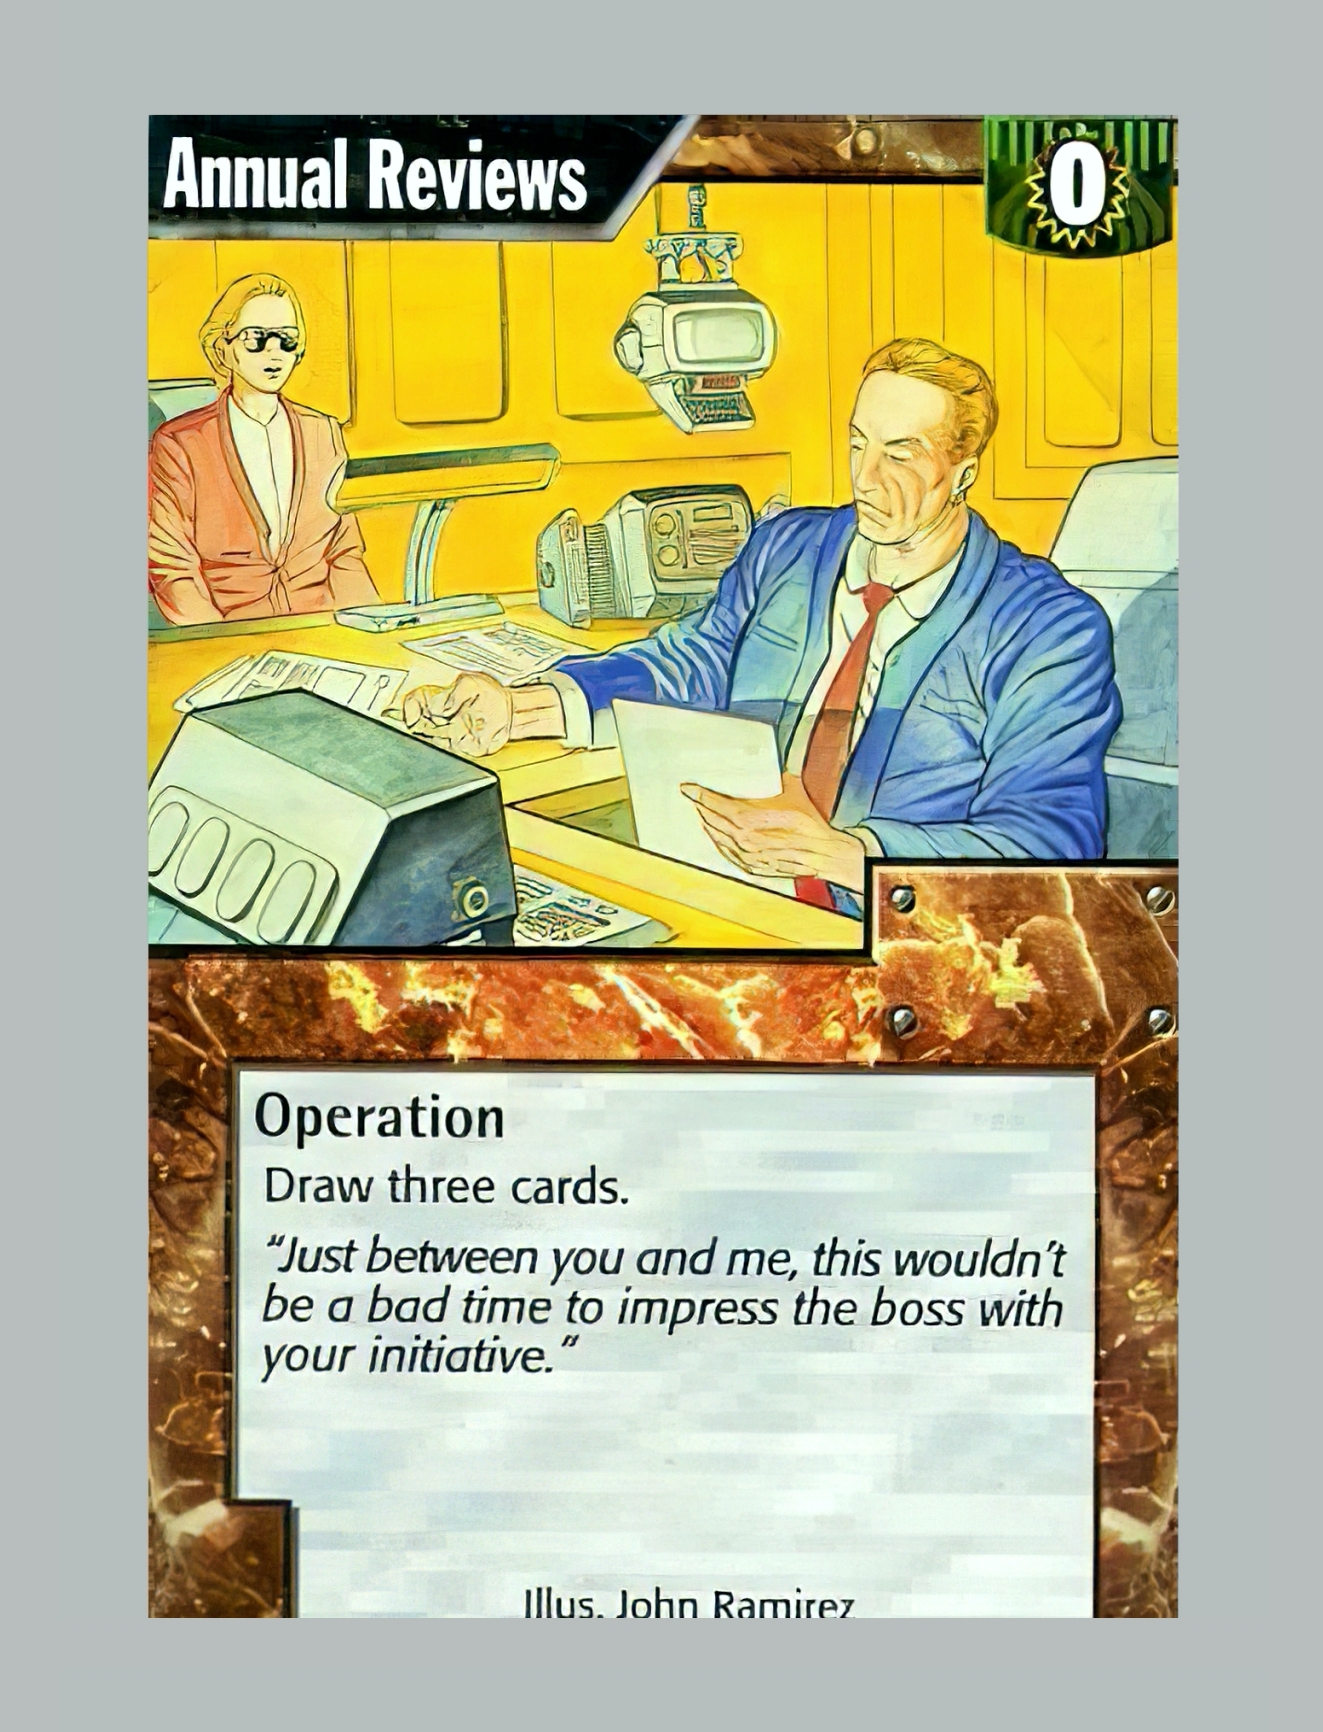 Annual Reviews
0
Operation
Draw three cards.
"Just between you and me, this wouldn't
be a bad time to impress the boss with
your initiative."
Illus. John Ramirez